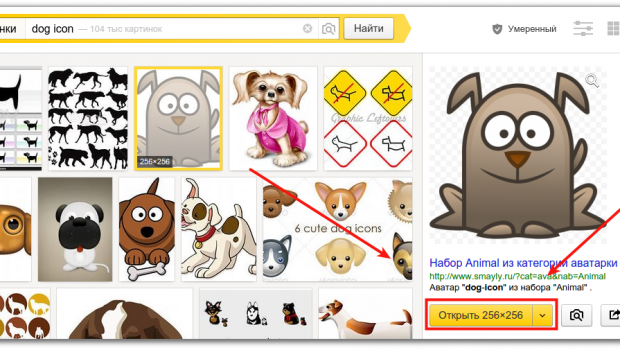 нки
dog icon — 104 тыс картинок
Найти
Умеренный
256×256
Graphic Leftovers
6 cute dog icons
Набор Animal из категории аватарки
http://www.smayly.ru/?cat=ava&nab=Animal
Аватар "dog-icon" из набора "Animal" .
Открыть 256×256